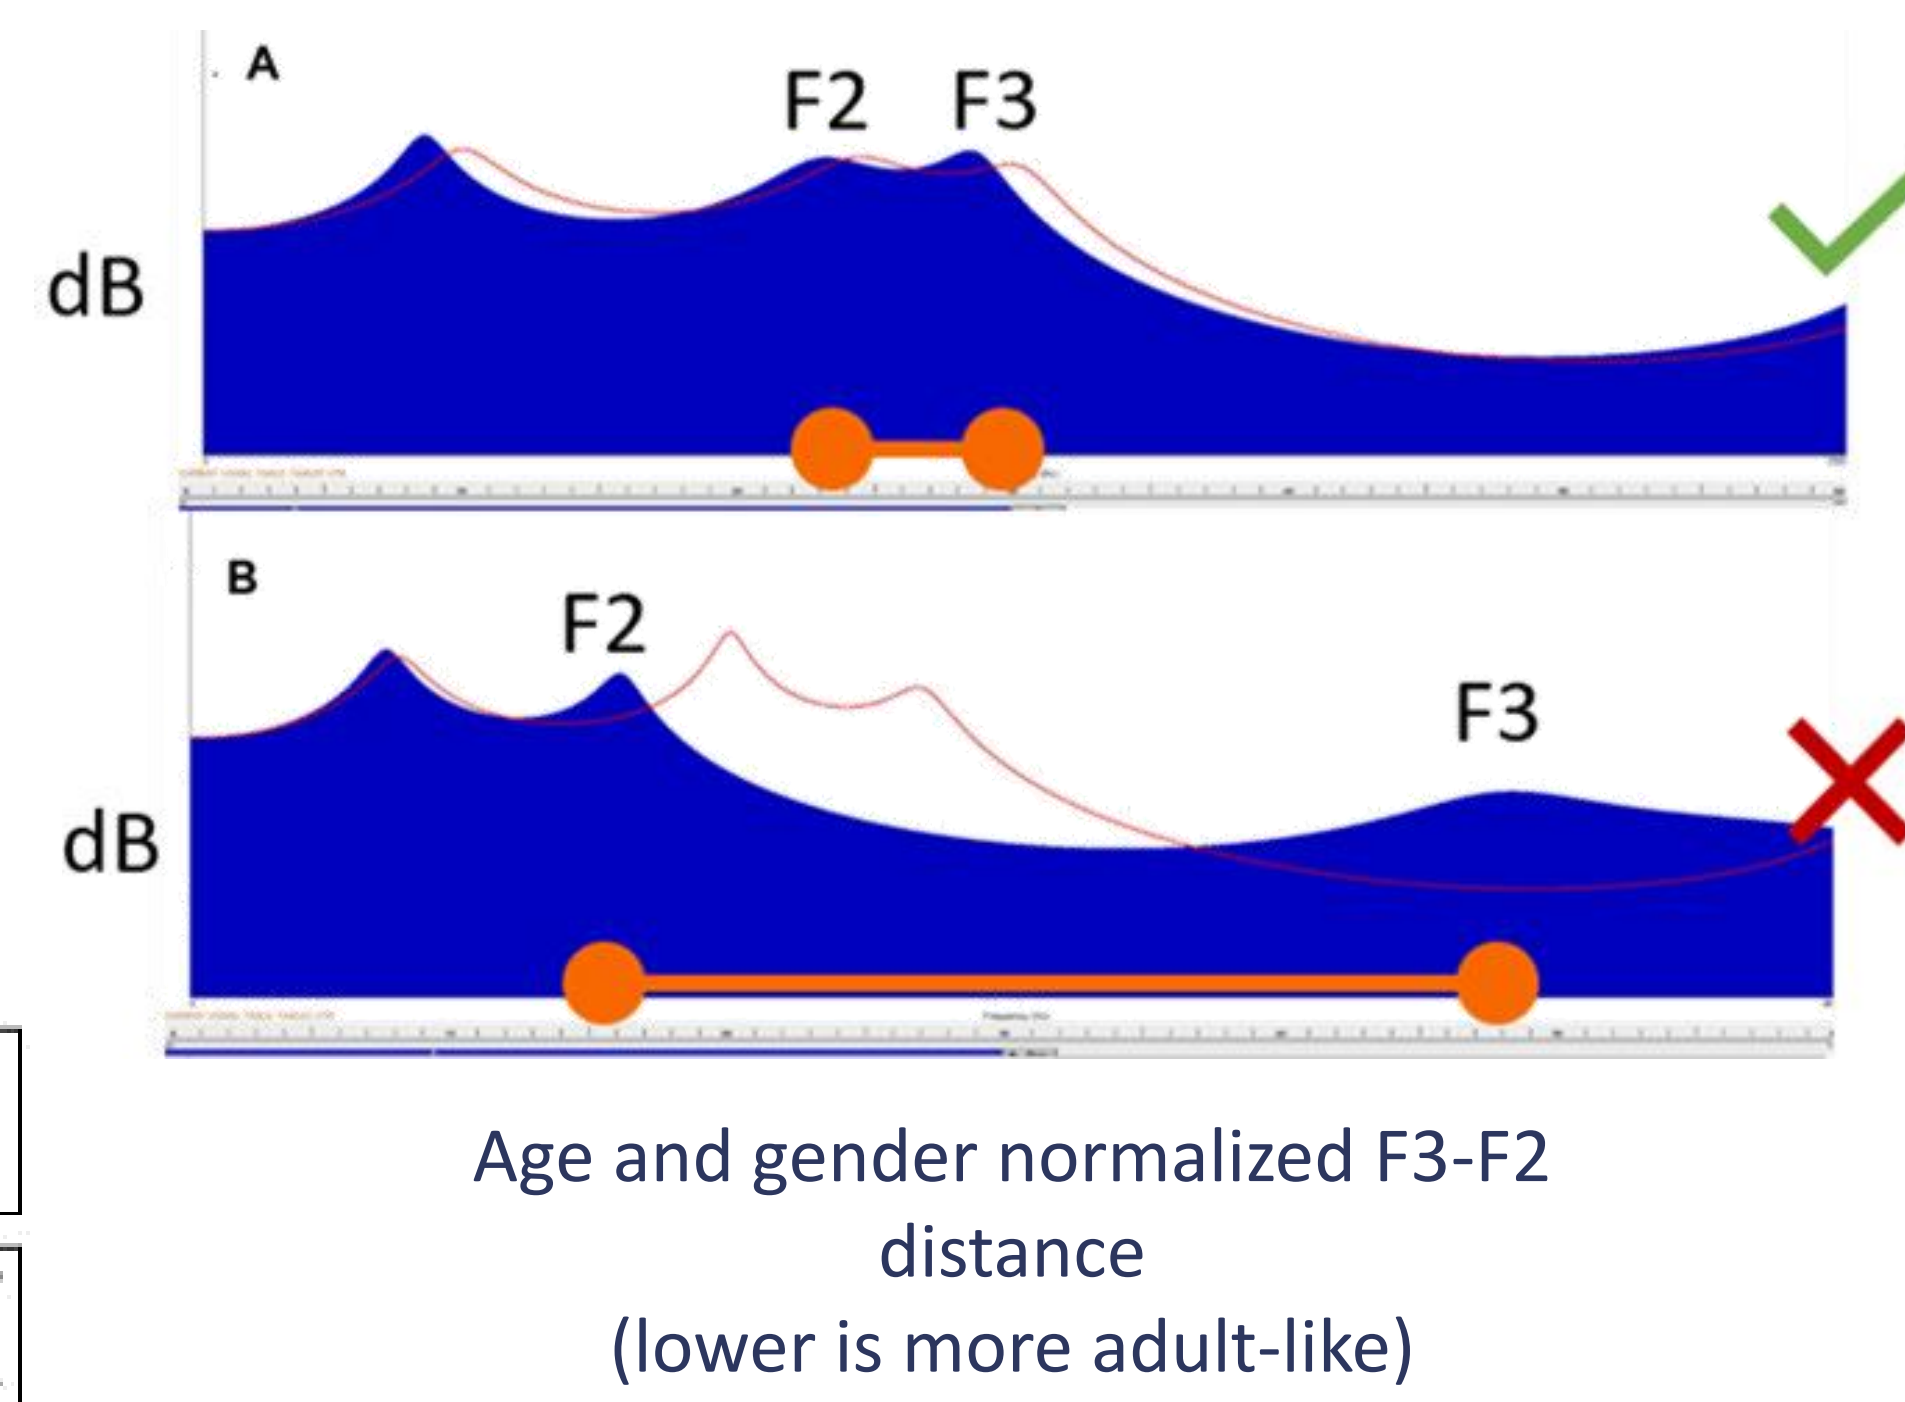 A
F2 F3
dB
B
F2
F3
dB
Age and gender normalized F3-F2
distance
(lower is more adult-like)